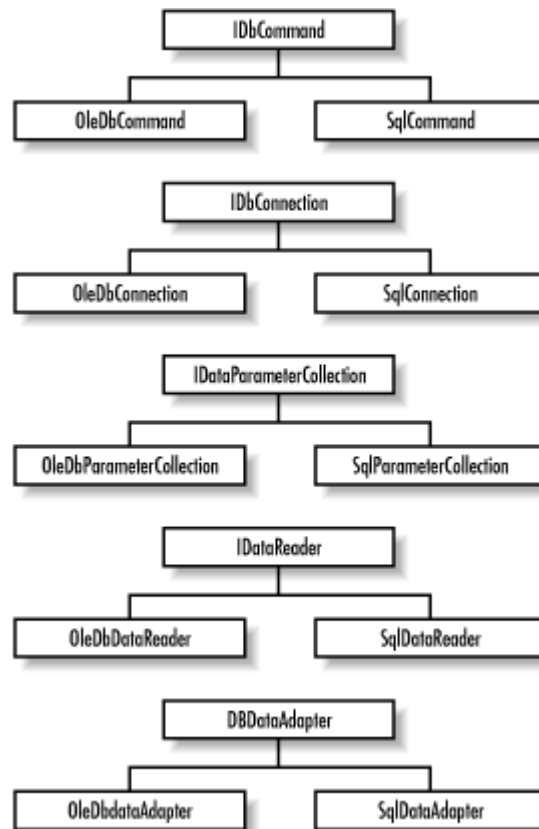 IDbCommand
OleDbCommand
SqlCommand
IDbConnection
OleDbConnection
SqlConnection
IDataParameterCollection
OleDbParameterCollection
SqlParameterCollection
IDataReader
OleDbDataReader
SqlDataReader
DBDataAdapter
OleDbdataAdapter
SqlDataAdapter